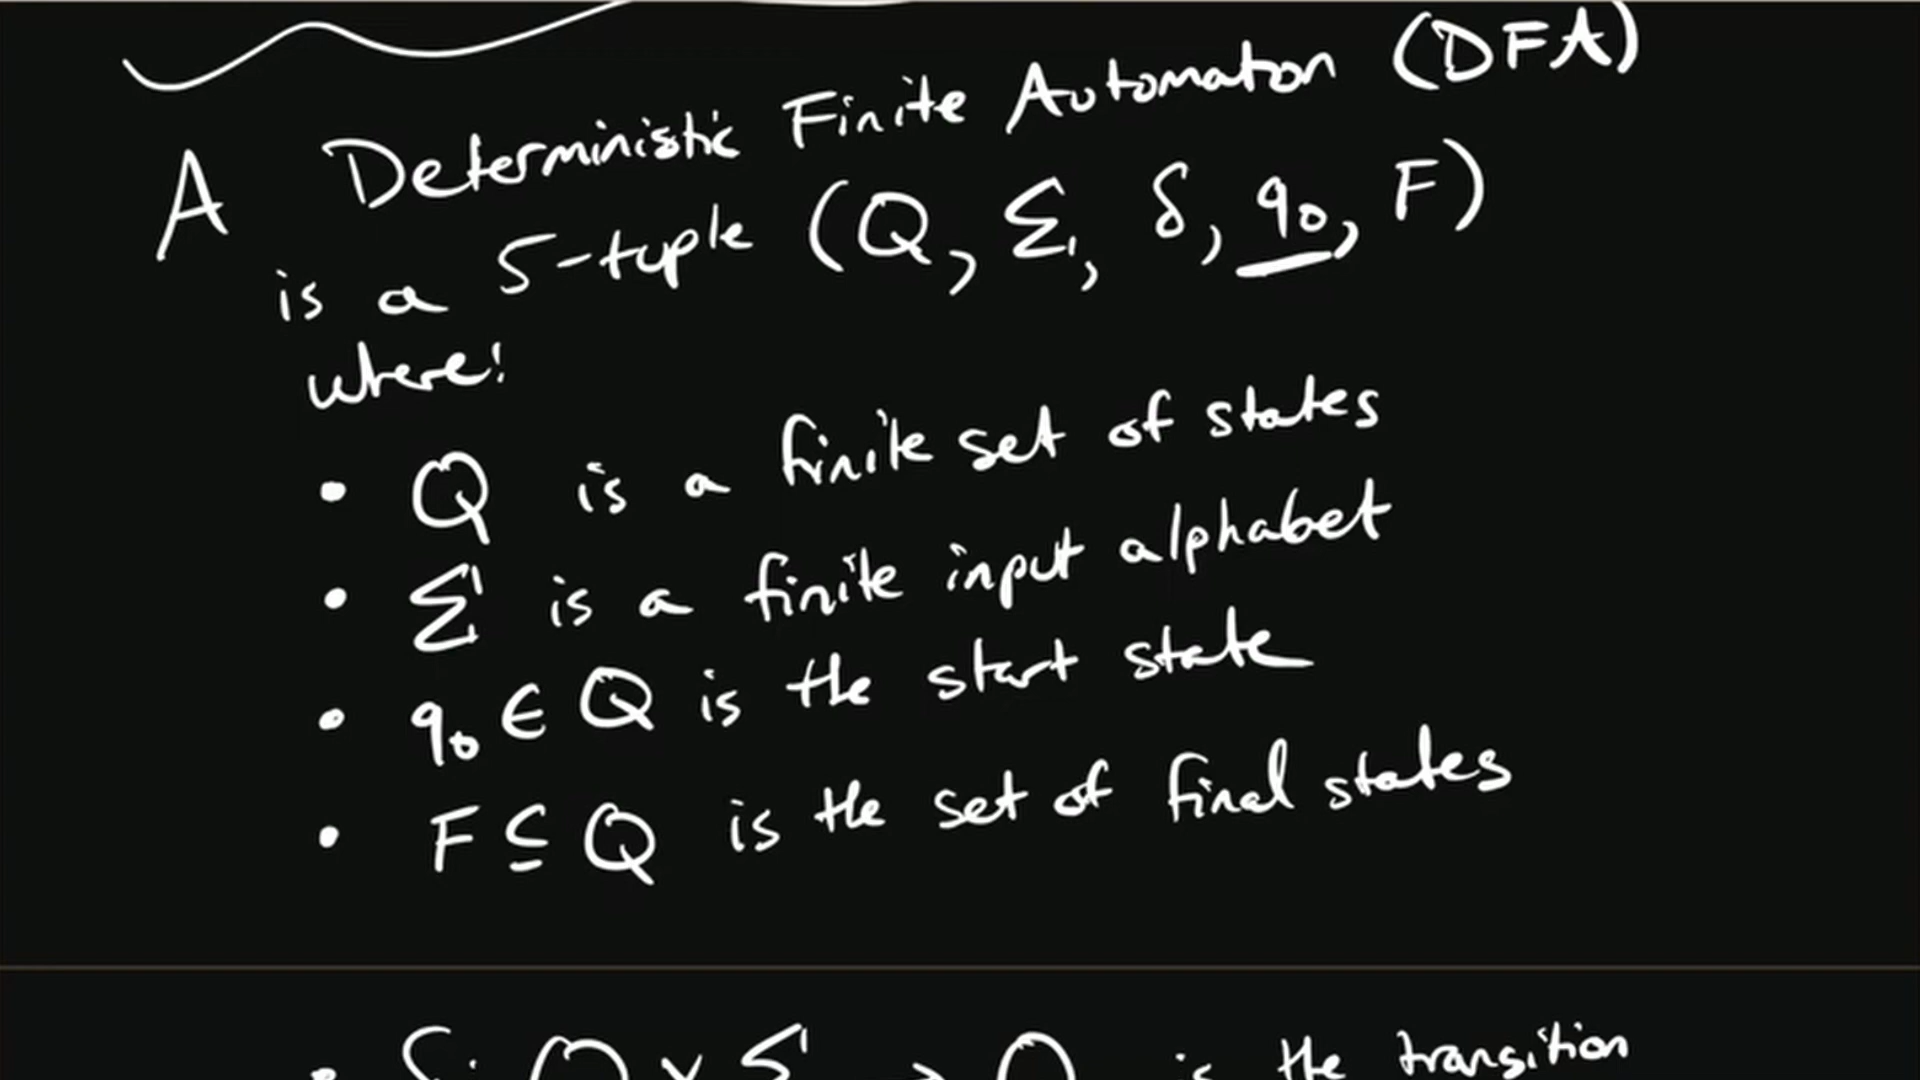 A Deterministic Finite Automaton (DFA)
is a 5-tuple (Q, Σ, δ, q₀, F)
where:
• Q is a finite set of states
• Σ is a finite input alphabet
• q₀ ∈ Q is the start state
• F ⊆ Q is the set of final states
• δ: Q × Σ → Q is the transition